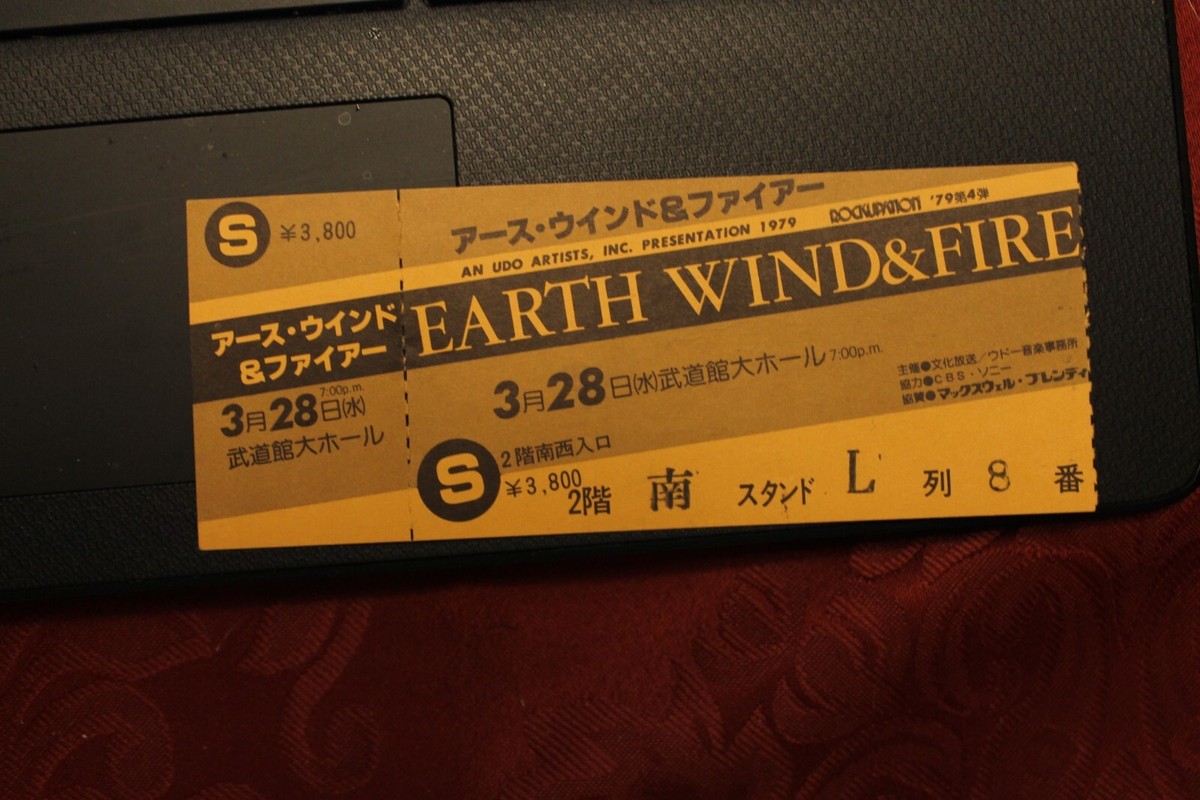 S ¥3,800
アース・ウインド
&ファイアー
7:00p.m.
3月28日(水)
武道館大ホール
アース・ウインド&ファイアー
AN UDO ARTISTS, INC. PRESENTATION 1979 ROCKUPATION '79第4弾
EARTH WIND&FIRE
3月28日(水)武道館大ホール7:00p.m.
主催●文化放送/ウドー音楽事務所
協力●CBS・ソニー
協賛●マックスウェル・プレンティ
S 2階南西入口
¥3,800
2階 南 スタンド L 列 8 番